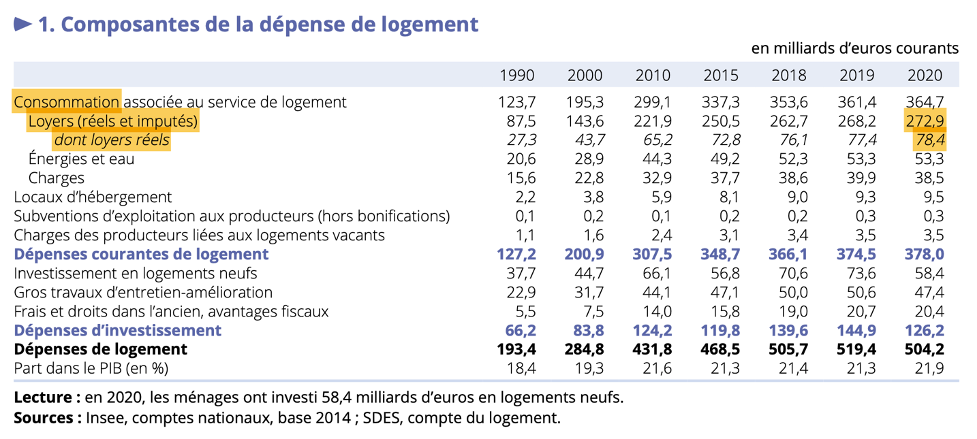 ► 1. Composantes de la dépense de logement
en milliards d’euros courants
1990 2000 2010 2015 2018 2019 2020
Consommation associée au service de logement 123,7 195,3 299,1 337,3 353,6 361,4 364,7
Loyers (réels et imputés) 87,5 143,6 221,9 250,5 262,7 268,2 272,9
dont loyers réels 27,3 43,7 65,2 72,8 76,1 77,4 78,4
Énergies et eau 20,6 28,9 44,3 49,2 52,3 53,3 53,3
Charges 15,6 22,8 32,9 37,7 38,6 39,9 38,5
Locaux d’hébergement 2,2 3,8 5,9 8,1 9,0 9,3 9,5
Subventions d’exploitation aux producteurs (hors bonifications) 0,1 0,2 0,1 0,2 0,2 0,3 0,3
Charges des producteurs liées aux logements vacants 1,1 1,6 2,4 3,1 3,4 3,5 3,5
Dépenses courantes de logement 127,2 200,9 307,5 348,7 366,1 374,5 378,0
Investissement en logements neufs 37,7 44,7 66,1 56,8 70,6 73,6 58,4
Gros travaux d’entretien-amélioration 22,9 31,7 44,1 47,1 50,0 50,6 47,4
Frais et droits dans l’ancien, avantages fiscaux 5,5 7,5 14,0 15,8 19,0 20,7 20,4
Dépenses d’investissement 66,2 83,8 124,2 119,8 139,6 144,9 126,2
Dépenses de logement 193,4 284,8 431,8 468,5 505,7 519,4 504,2
Part dans le PIB (en %) 18,4 19,3 21,6 21,3 21,4 21,3 21,9
Lecture : en 2020, les ménages ont investi 58,4 milliards d’euros en logements neufs.
Sources : Insee, comptes nationaux, base 2014 ; SDES, compte du logement.